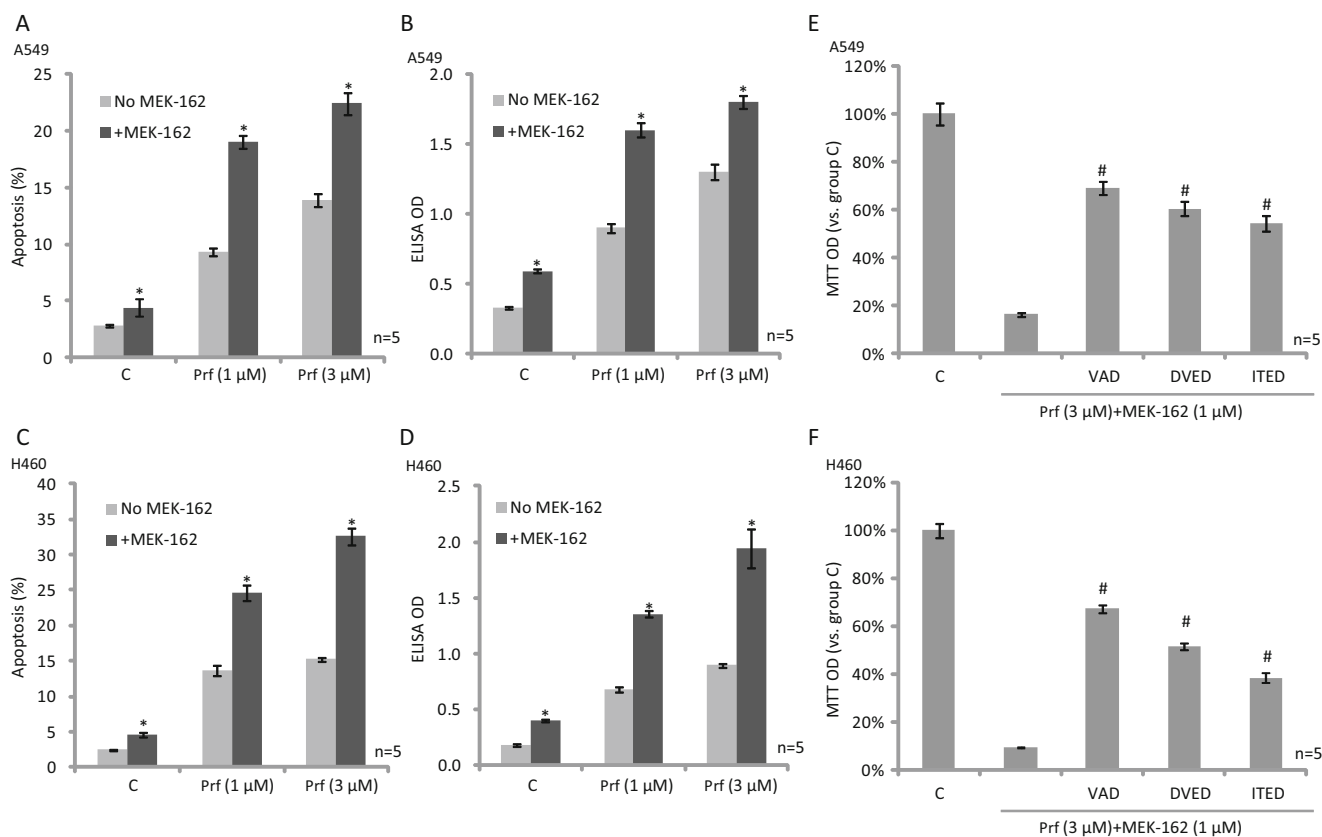 A
A549
Apoptosis (%)
25
20
15
10
5
0
No MEK-162
+MEK-162
*
*
*
n=5
C
Prf (1 μM)
Prf (3 μM)
B
A549
ELISA OD
2.0
1.5
1.0
0.5
0.0
No MEK-162
+MEK-162
*
*
*
n=5
C
Prf (1 μM)
Prf (3 μM)
E
A549
MTT OD (vs. group C)
120%
100%
80%
60%
40%
20%
0%
#
#
#
n=5
C
VAD
DVED
ITED
Prf (3 μM)+MEK-162 (1 μM)
C
H460
Apoptosis (%)
40
35
30
25
20
15
10
5
0
No MEK-162
+MEK-162
*
*
*
n=5
C
Prf (1 μM)
Prf (3 μM)
D
H460
ELISA OD
2.5
2.0
1.5
1.0
0.5
0.0
No MEK-162
+MEK-162
*
*
*
n=5
C
Prf (1 μM)
Prf (3 μM)
F
H460
MTT OD (vs. group C)
120%
100%
80%
60%
40%
20%
0%
#
#
#
n=5
C
VAD
DVED
ITED
Prf (3 μM)+MEK-162 (1 μM)